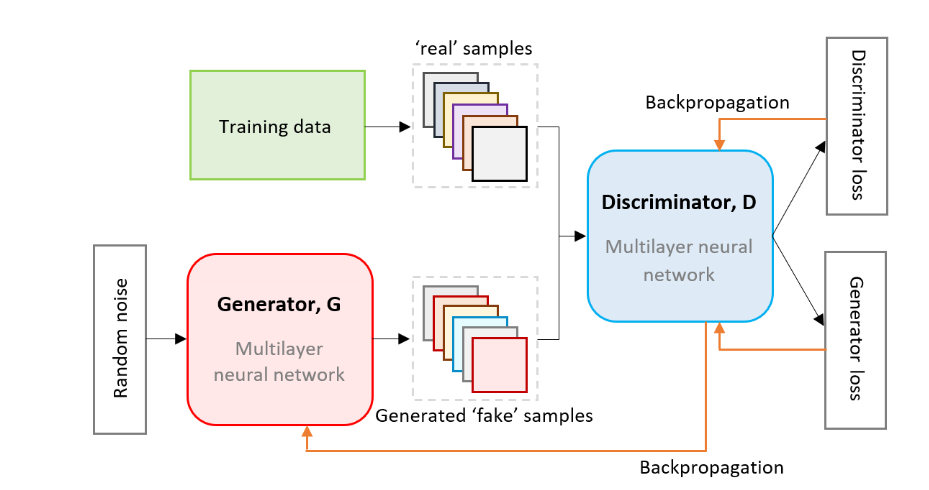 ‘real’ samples
Training data
Backpropagation
Discriminator loss
Discriminator, D
Multilayer neural
network
Random noise
Generator, G
Multilayer
neural network
Generated ‘fake’ samples
Generator loss
Backpropagation